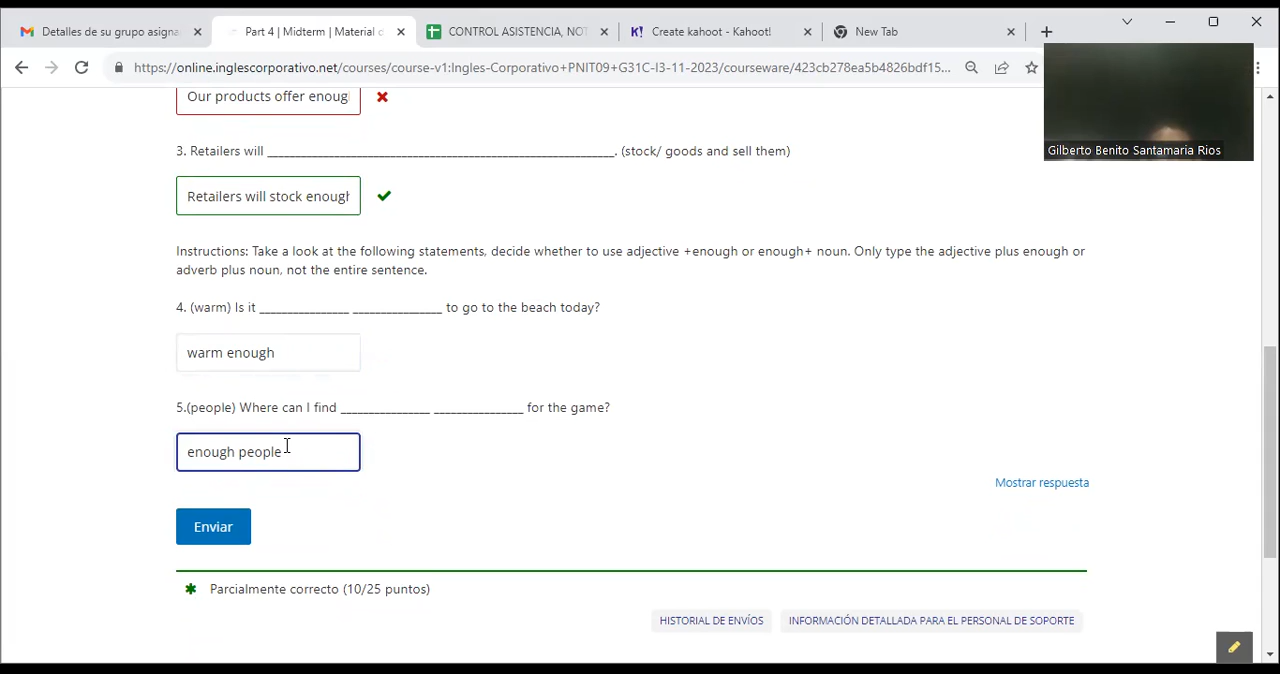 Detalles de su grupo asigna
Part 4 | Midterm | Material d
CONTROL ASISTENCIA, NOT
K! Create kahoot - Kahoot!
New Tab
https://online.inglescorporativo.net/courses/course-v1:Ingles-Corporativo+PNIT09+G31C-I3-11-2023/courseware/423cb278ea5b4826bdf15...
Gilberto Benito Santamaria Rios
Our products offer enoug
3. Retailers will ______________________________________________. (stock/ goods and sell them)
Retailers will stock enough
Instructions: Take a look at the following statements, decide whether to use adjective +enough or enough+ noun. Only type the adjective plus enough or
adverb plus noun, not the entire sentence.
4. (warm) Is it ________________ ________________ to go to the beach today?
warm enough
5.(people) Where can I find ________________ ________________ for the game?
enough people
Mostrar respuesta
Enviar
Parcialmente correcto (10/25 puntos)
HISTORIAL DE ENVÍOS
INFORMACIÓN DETALLADA PARA EL PERSONAL DE SOPORTE